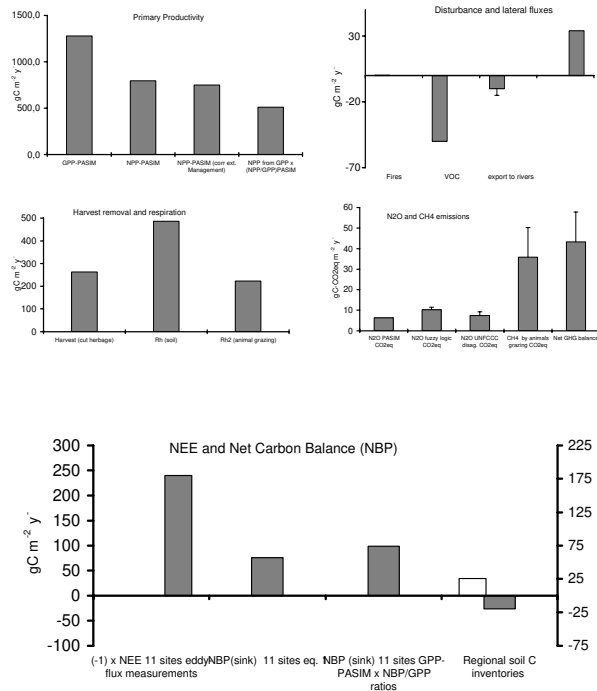 Primary Productivity
gC m-2 y-
1500,0
1000,0
500,0
0,0
GPP-PASIM
NPP-PASIM
NPP-PASIM (corr ext. Management)
NPP from GPP x (NPP/GPP)PASIM
Disturbance and lateral fluxes
gC m-2 y-
30
-20
-70
Fires
VOC
export to rivers
Harvest removal and respiration
gC m-2 y-
500
400
300
200
100
0
Harvest (cut herbage)
Rh (soil)
Rh2 (animal grazing)
N2O and CH4 emissions
gC-CO2eq m-2 y-
60
50
40
30
20
10
0
N2O PASIM CO2eq
N2O fuzzy logic CO2eq
N2O UNFCCC disag. CO2eq
CH4 by animals grazing CO2eq
Net GHG balance
NEE and Net Carbon Balance (NBP)
gC m-2 y-
300
250
200
150
100
50
0
-50
-100
225
175
125
75
25
-25
-75
(-1) x NEE 11 sites eddy flux measurements
NBP(sink) 11 sites eq. 1
NBP (sink) 11 sites GPP-PASIM x NBP/GPP ratios
Regional soil C inventories